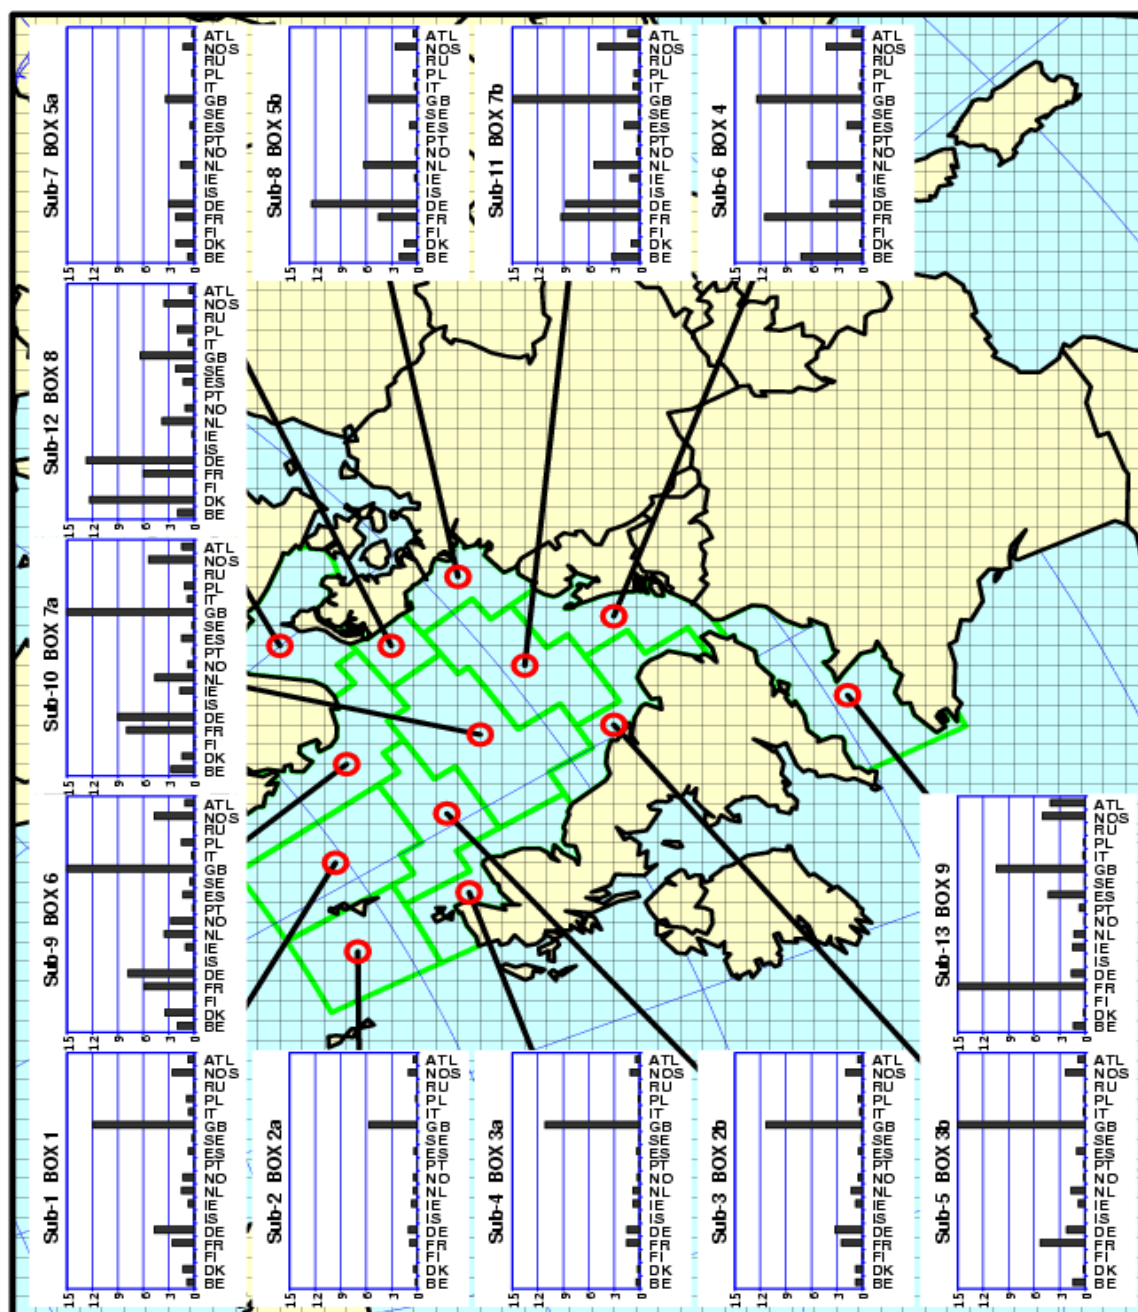 Sub-7 BOX 5a
ATL
NOS
RU
PL
IT
GB
SE
ES
PT
NO
NL
IE
IS
DE
FR
FI
DK
BE
15 12 9 6 3 0
Sub-8 BOX 5b
ATL
NOS
RU
PL
IT
GB
SE
ES
PT
NO
NL
IE
IS
DE
FR
FI
DK
BE
15 12 9 6 3 0
Sub-11 BOX 7b
ATL
NOS
RU
PL
IT
GB
SE
ES
PT
NO
NL
IE
IS
DE
FR
FI
DK
BE
15 12 9 6 3 0
Sub-6 BOX 4
ATL
NOS
RU
PL
IT
GB
SE
ES
PT
NO
NL
IE
IS
DE
FR
FI
DK
BE
15 12 9 6 3 0
Sub-12 BOX 8
ATL
NOS
RU
PL
IT
GB
SE
ES
PT
NO
NL
IE
IS
DE
FR
FI
DK
BE
15 12 9 6 3 0
Sub-10 BOX 7a
ATL
NOS
RU
PL
IT
GB
SE
ES
PT
NO
NL
IE
IS
DE
FR
FI
DK
BE
15 12 9 6 3 0
Sub-9 BOX 6
ATL
NOS
RU
PL
IT
GB
SE
ES
PT
NO
NL
IE
IS
DE
FR
FI
DK
BE
15 12 9 6 3 0
Sub-13 BOX 9
ATL
NOS
RU
PL
IT
GB
SE
ES
PT
NO
NL
IE
IS
DE
FR
FI
DK
BE
15 12 9 6 3 0
Sub-1 BOX 1
ATL
NOS
RU
PL
IT
GB
SE
ES
PT
NO
NL
IE
IS
DE
FR
FI
DK
BE
15 12 9 6 3 0
Sub-2 BOX 2a
ATL
NOS
RU
PL
IT
GB
SE
ES
PT
NO
NL
IE
IS
DE
FR
FI
DK
BE
15 12 9 6 3 0
Sub-4 BOX 3a
ATL
NOS
RU
PL
IT
GB
SE
ES
PT
NO
NL
IE
IS
DE
FR
FI
DK
BE
15 12 9 6 3 0
Sub-3 BOX 2b
ATL
NOS
RU
PL
IT
GB
SE
ES
PT
NO
NL
IE
IS
DE
FR
FI
DK
BE
15 12 9 6 3 0
Sub-5 BOX 3b
ATL
NOS
RU
PL
IT
GB
SE
ES
PT
NO
NL
IE
IS
DE
FR
FI
DK
BE
15 12 9 6 3 0